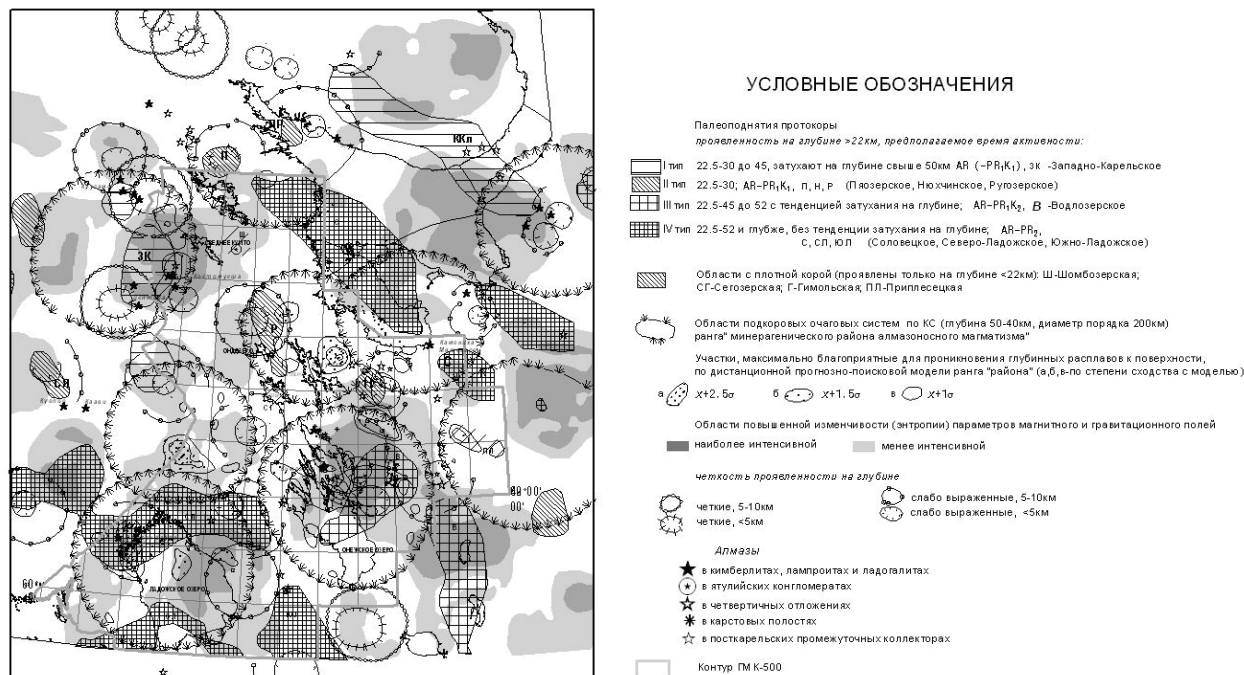 ПП
П
ККл
СРЕДНЕЕ КУЙТО
Ш
ЗК
Костомукша
Р
С
СГ
ОНЕЖСКОЕ ОЗЕРО
В
ЛАДОЖСКОЕ ОЗЕРО
60°00'
УСЛОВНЫЕ ОБОЗНАЧЕНИЯ
Палеоподнятия протокоры
проявленность на глубине >22км, предполагаемое время активности:
I тип 22.5-30 до 45, затухают на глубине свыше 50км AR (-PR₁K₁), ЗК -Западно-Карельское
II тип 22.5-30; AR-PR₁K₁, П, Н, Р (Пяозерское, Нюхчинское, Ругозерское)
III тип 22.5-45 до 52 с тенденцией затухания на глубине; AR-PR₁K₂, В -Водлозерское
IV тип 22.5-52 и глубже, без тенденции затухания на глубине; AR-PR₂,
С, СЛ, ЮЛ (Соловецкое, Северо-Ладожское, Южно-Ладожское)
Области с плотной корой (проявлены только на глубине <22км): Ш-Шомбозерская;
СГ-Сегозерская; Г-Гимольская; ПЛ-Приплесецкая
Области подкоровых очаговых систем по КС (глубина 50-40км, диаметр порядка 200км)
ранга" минерагенического района алмазоносного магматизма"
Участки, максимально благоприятные для проникновения глубинных расплавов к поверхности,
по дистанционной прогнозно-поисковой модели ранга "района" (а,б,в-по степени сходства с моделью)
а x+2.5σ б x+1.5σ в x+1σ
Области повышенной изменчивости (энтропии) параметров магнитного и гравитационного полей
наиболее интенсивной менее интенсивной
четкость проявленности на глубине
четкие, 5-10км слабо выраженные, 5-10км
четкие, <5км слабо выраженные, <5км
Алмазы
в кимберлитах, лампроитах и ладогалитах
в ятулийских конгломератах
в четвертичных отложениях
в карстовых полостях
в посткарельских промежуточных коллекторах
Контур ГМК-500